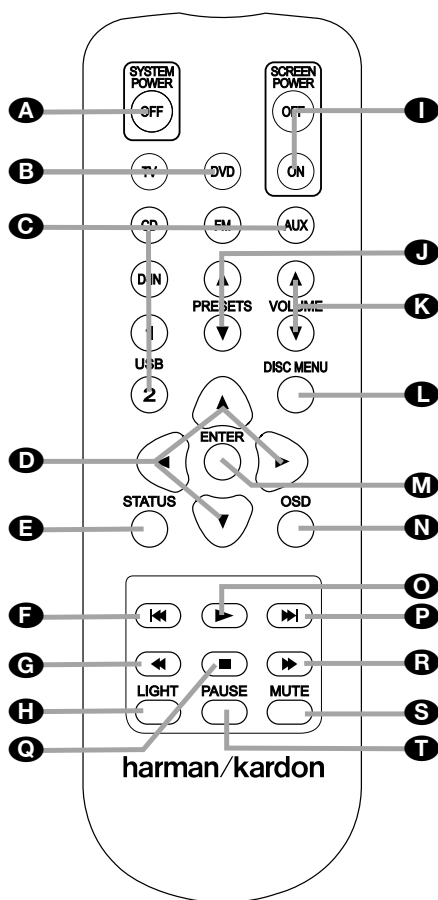 SYSTEM POWER
SCREEN POWER
A OFF OFF I
B TV DVD ON
C CD FM AUX
D-IN J
PRESETS VOLUME K
1
USB DISC MENU
2 L
D ENTER
M
STATUS OSD
E N
O
F P
G R
LIGHT PAUSE MUTE
H S
Q T
harman/kardon